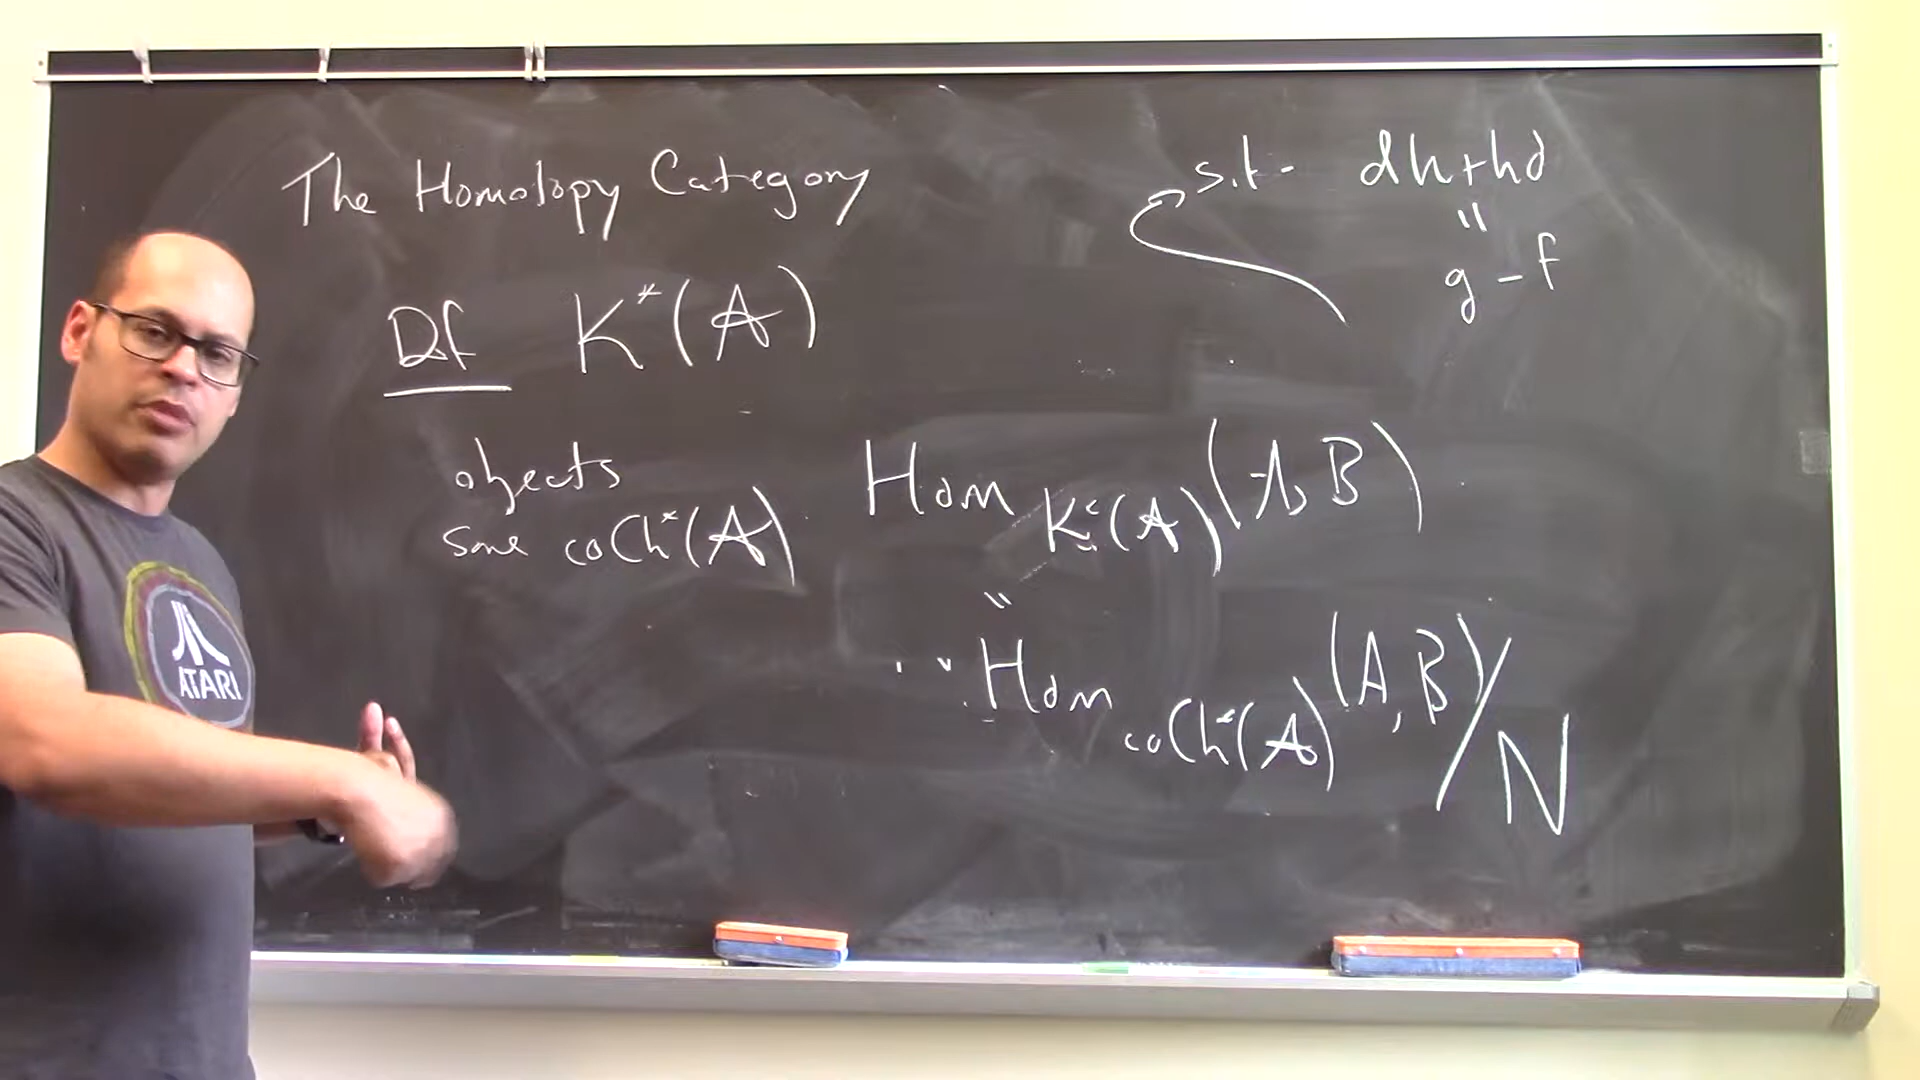 The Homotopy Category
s.t. dh+hd
"
g - f
Df K*(A)
objects
same coCh*(A)
Hom K*(A) (A, B)
"
Hom coCh*(A) (A, B) / N
ATARI